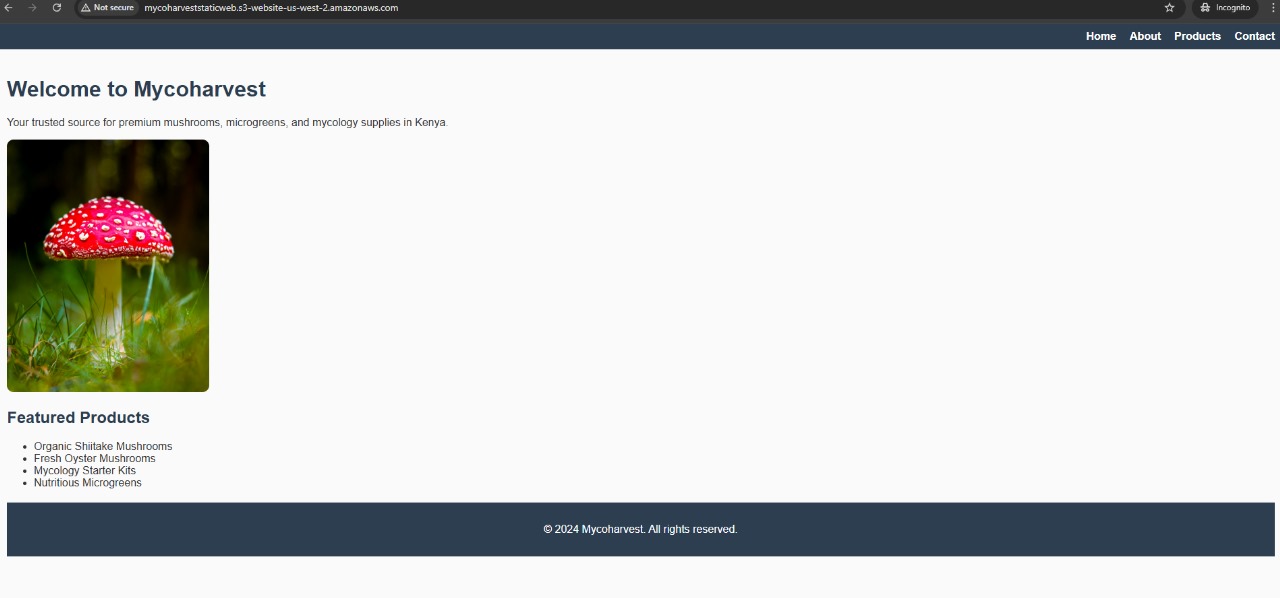 Not secure mycoharveststaticweb.s3-website-us-west-2.amazonaws.com Incognito
Home About Products Contact
Welcome to Mycoharvest
Your trusted source for premium mushrooms, microgreens, and mycology supplies in Kenya.
Featured Products
• Organic Shiitake Mushrooms
• Fresh Oyster Mushrooms
• Mycology Starter Kits
• Nutritious Microgreens
© 2024 Mycoharvest. All rights reserved.